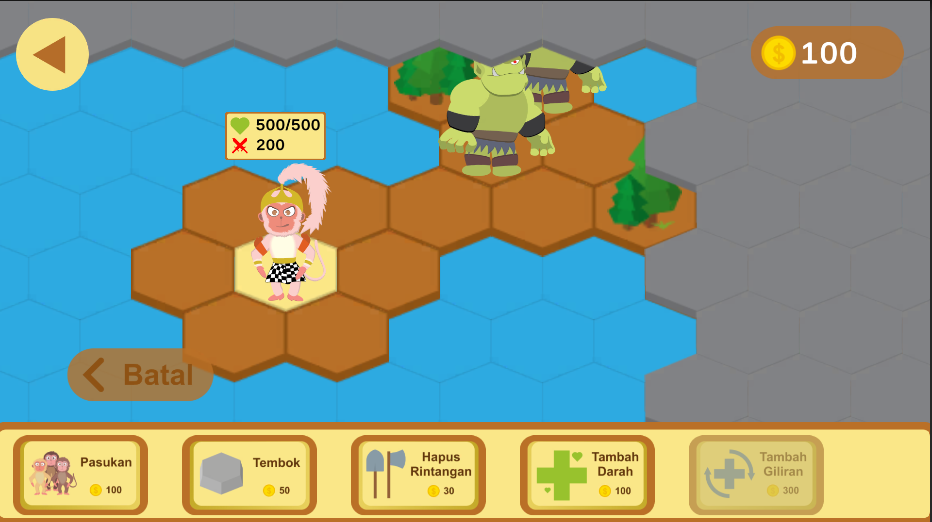 100
500/500
200
Batal
Pasukan
100
Tembok
50
Hapus
Rintangan
30
Tambah
Darah
100
Tambah
Giliran
300